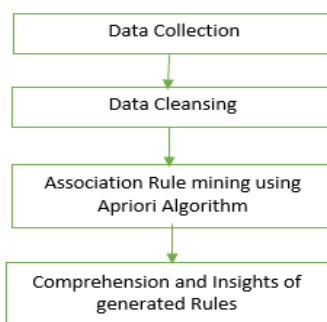 Data Collection
Data Cleansing
Association Rule mining using
Apriori Algorithm
Comprehension and Insights of
generated Rules